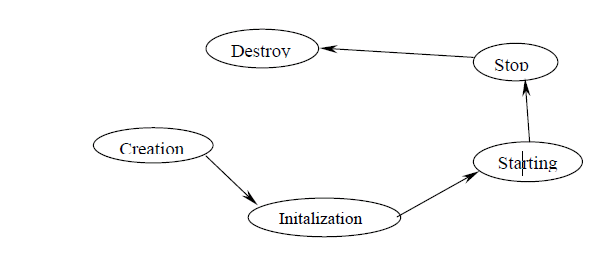 Destroy
Stop
Creation
Starting
Initalization